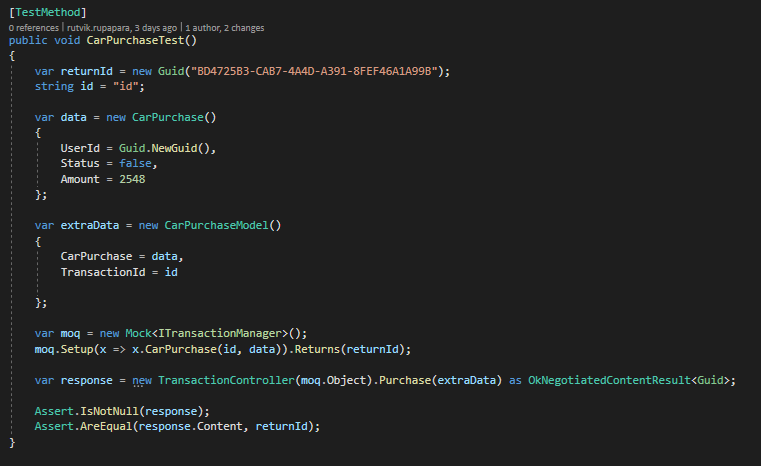 [TestMethod]
0 references | rutvik.rupapara, 3 days ago | 1 author, 2 changes
public void CarPurchaseTest()
{
var returnId = new Guid("BD4725B3-CAB7-4A4D-A391-8FEF46A1A99B");
string id = "id";
var data = new CarPurchase()
{
UserId = Guid.NewGuid(),
Status = false,
Amount = 2548
};
var extraData = new CarPurchaseModel()
{
CarPurchase = data,
TransactionId = id
};
var moq = new Mock<ITransactionManager>();
moq.Setup(x => x.CarPurchase(id, data)).Returns(returnId);
var response = new TransactionController(moq.Object).Purchase(extraData) as OkNegotiatedContentResult<Guid>;
Assert.IsNotNull(response);
Assert.AreEqual(response.Content, returnId);
}